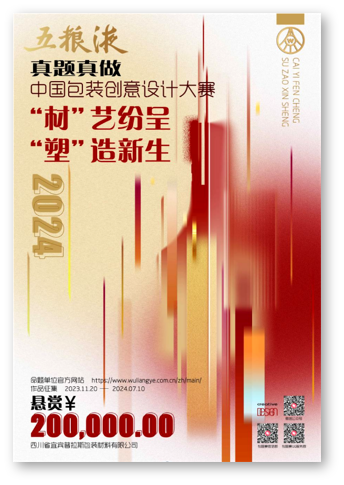 五粮液
真题真做
中国包装创意设计大赛
“材”艺纷呈
“塑”造新生
CAI YI FEN CHENG
SU ZAO XIN SHENG
2024
命题单位官方网站 https://www.wuliangye.com.cn/zh/main/
作品征集 2023.11.20 — 2024.07.10
悬赏¥
200,000.00
四川省宜宾普拉斯包装材料有限公司